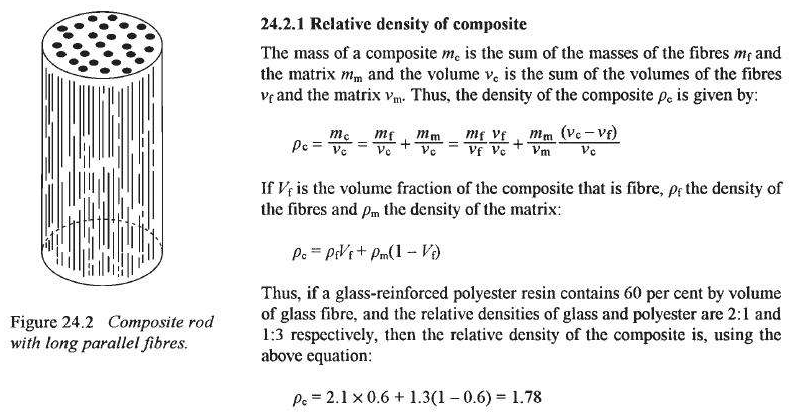 24.2.1 Relative density of composite
The mass of a composite m_c is the sum of the masses of the fibres m_f and
the matrix m_m and the volume v_c is the sum of the volumes of the fibres
v_f and the matrix v_m. Thus, the density of the composite ρ_c is given by:
ρ_c = m_c/v_c = m_f/v_c + m_m/v_c = m_f/v_f v_f/v_c + m_m/v_m (v_c – v_f)/v_c
If V_f is the volume fraction of the composite that is fibre, ρ_f the density of
the fibres and ρ_m the density of the matrix:
ρ_c = ρ_fV_f + ρ_m(1 – V_f)
Thus, if a glass-reinforced polyester resin contains 60 per cent by volume
of glass fibre, and the relative densities of glass and polyester are 2:1 and
1:3 respectively, then the relative density of the composite is, using the
above equation:
ρ_c = 2.1 × 0.6 + 1.3(1 – 0.6) = 1.78
Figure 24.2 Composite rod
with long parallel fibres.